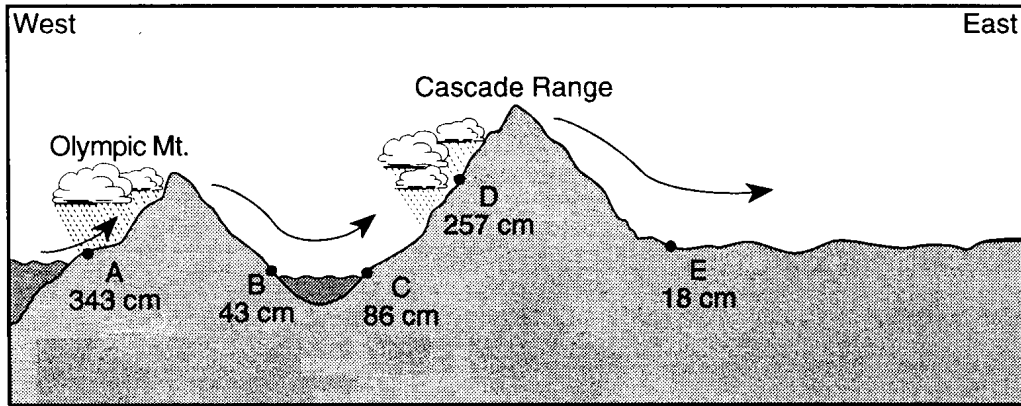 West
East
Cascade Range
Olympic Mt.
A
343 cm
B
43 cm
C
86 cm
D
257 cm
E
18 cm